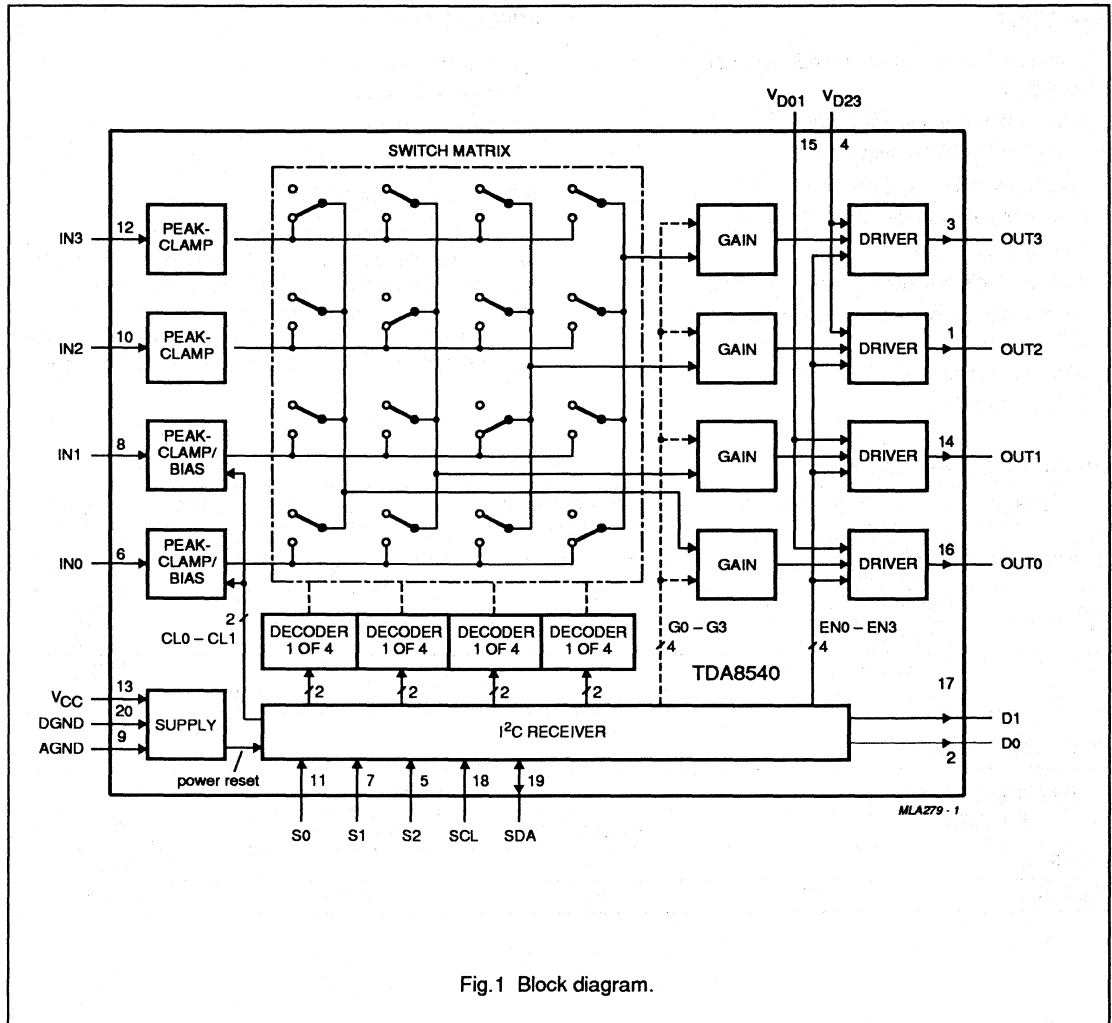 V_D01 V_D23
15 4
SWITCH MATRIX
IN3 12 PEAK-CLAMP GAIN DRIVER 3 OUT3
IN2 10 PEAK-CLAMP GAIN DRIVER 1 OUT2
IN1 8 PEAK-CLAMP/BIAS GAIN DRIVER 14 OUT1
IN0 6 PEAK-CLAMP/BIAS GAIN DRIVER 16 OUT0
2
CL0 – CL1
DECODER 1 OF 4
DECODER 1 OF 4
DECODER 1 OF 4
DECODER 1 OF 4
G0 – G3
4
EN0 – EN3
4
TDA8540
2 2 2 2
VCC 13
DGND 20
AGND 9
SUPPLY
power reset
I²C RECEIVER
17 D1
D0
2
11 7 5 18 19
S0 S1 S2 SCL SDA
MLA279 - 1
Fig.1 Block diagram.